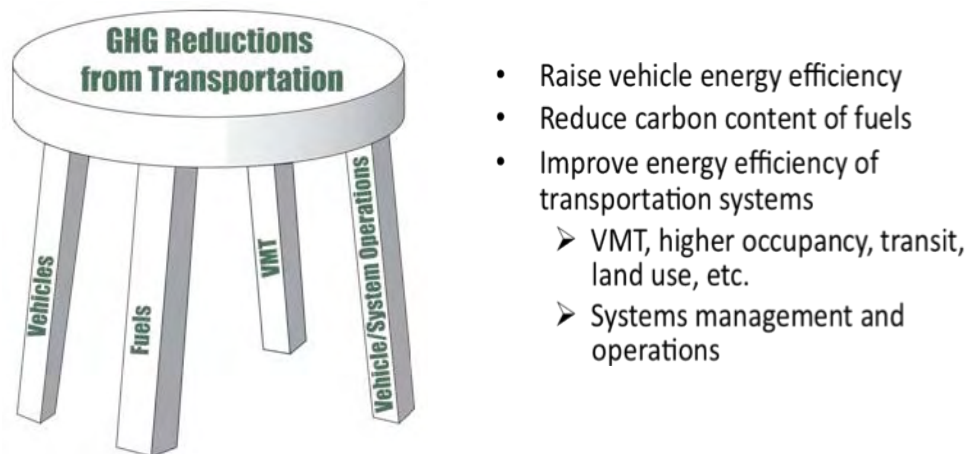 GHG Reductions
from Transportation
Vehicles
Fuels
VMT
Vehicle/System Operations
• Raise vehicle energy efficiency
• Reduce carbon content of fuels
• Improve energy efficiency of
transportation systems
➢ VMT, higher occupancy, transit,
land use, etc.
➢ Systems management and
operations